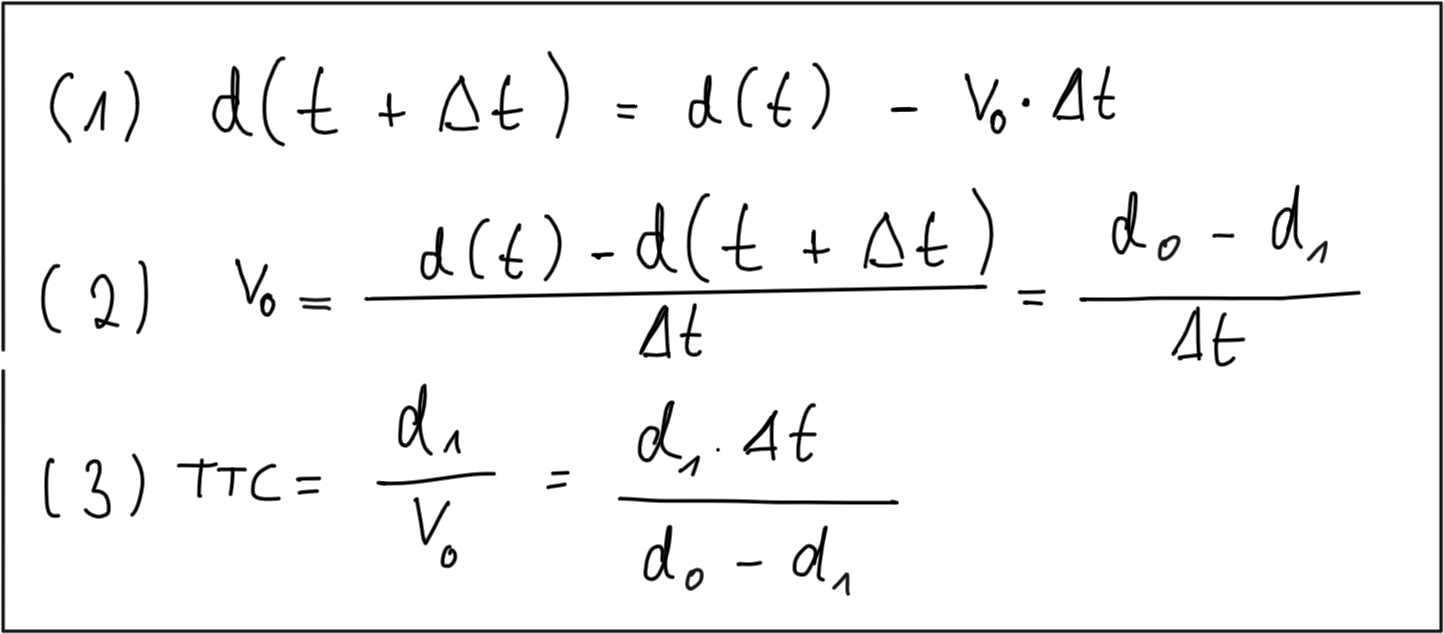 (1) d(t + Δt) = d(t) - V₀ · Δt
(2) V₀ = (d(t) - d(t + Δt)) / Δt = (d₀ - d₁) / Δt
(3) TTC = d₁ / V₀ = (d₁ · Δt) / (d₀ - d₁)